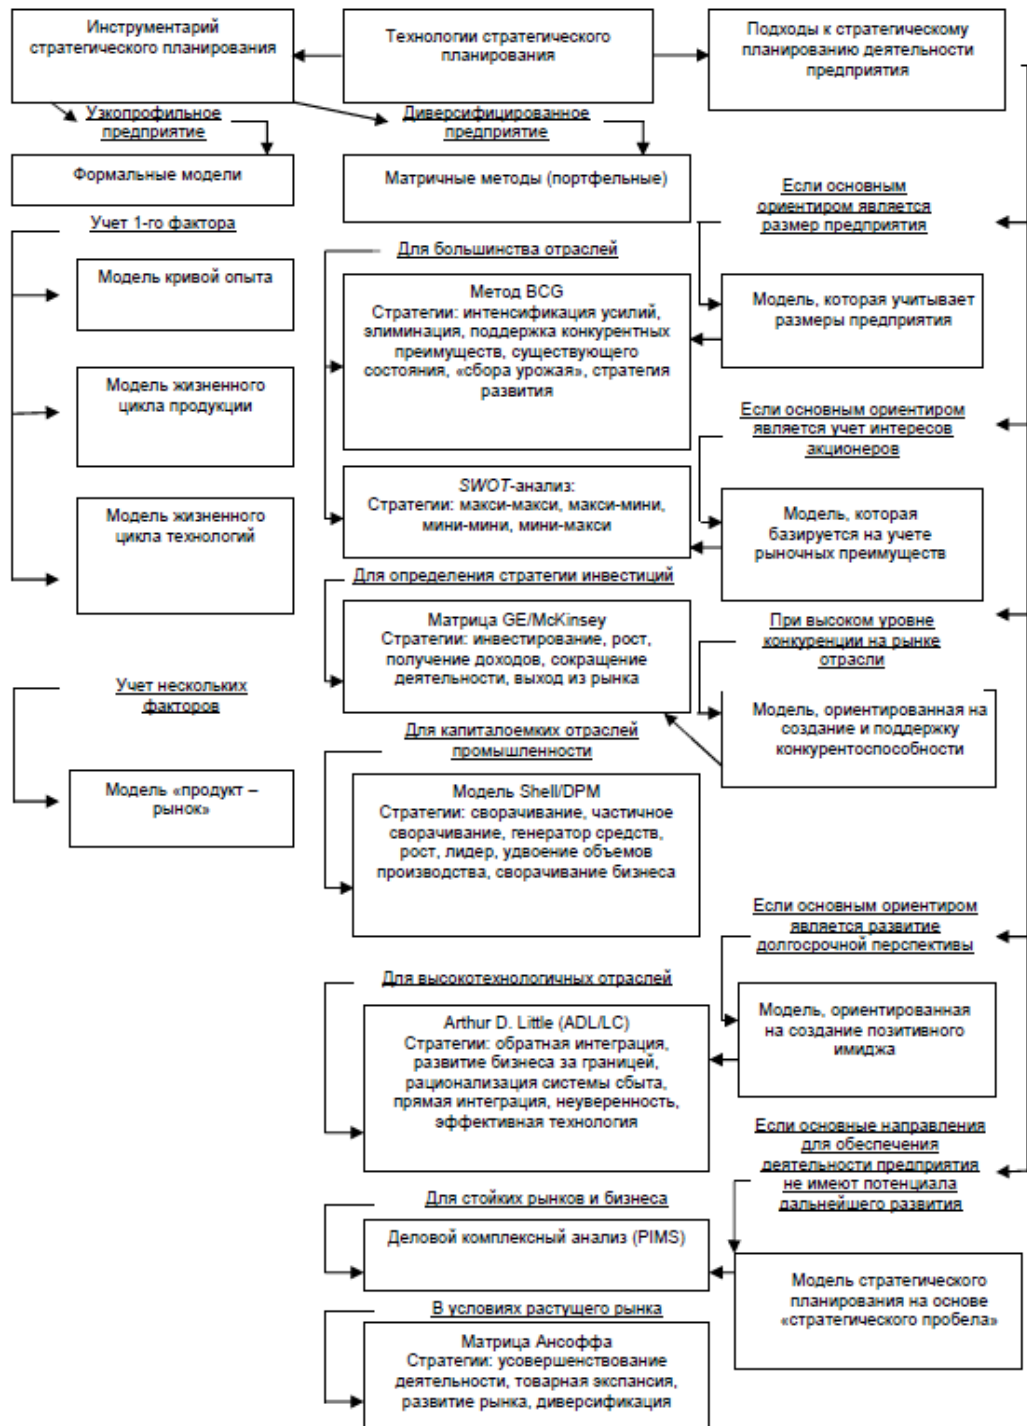 Инструментарий
стратегического планирования
Технологии стратегического
планирования
Подходы к стратегическому
планированию деятельности
предприятия
Узкопрофильное
предприятие
Диверсифицированное
предприятие
Формальные модели
Матричные методы (портфельные)
Учет 1-го фактора
Модель кривой опыта
Модель жизненного
цикла продукции
Модель жизненного
цикла технологий
Учет нескольких
факторов
Модель «продукт –
рынок»
Для большинства отраслей
Метод BCG
Стратегии: интенсификация усилий,
элиминация, поддержка конкурентных
преимуществ, существующего
состояния, «сбора урожая», стратегия
развития
SWOT-анализ:
Стратегии: макси-макси, макси-мини,
мини-мини, мини-макси
Для определения стратегии инвестиций
Матрица GE/McKinsey
Стратегии: инвестирование, рост,
получение доходов, сокращение
деятельности, выход из рынка
Для капиталоемких отраслей
промышленности
Модель Shell/DPM
Стратегии: сворачивание, частичное
сворачивание, генератор средств,
рост, лидер, удвоение объемов
производства, сворачивание бизнеса
Для высокотехнологичных отраслей
Arthur D. Little (ADL/LC)
Стратегии: обратная интеграция,
развитие бизнеса за границей,
рационализация системы сбыта,
прямая интеграция, неуверенность,
эффективная технология
Для стойких рынков и бизнеса
Деловой комплексный анализ (PIMS)
В условиях растущего рынка
Матрица Ансоффа
Стратегии: усовершенствование
деятельности, товарная экспансия,
развитие рынка, диверсификация
Если основным
ориентиром является
размер предприятия
Модель, которая учитывает
размеры предприятия
Если основным ориентиром
является учет интересов
акционеров
Модель, которая
базируется на учете
рыночных преимуществ
При высоком уровне
конкуренции на рынке
отрасли
Модель, ориентированная на
создание и поддержку
конкурентоспособности
Если основным ориентиром
является развитие
долгосрочной перспективы
Модель, ориентированная
на создание позитивного
имиджа
Если основные направления
для обеспечения
деятельности предприятия
не имеют потенциала
дальнейшего развития
Модель стратегического
планирования на основе
«стратегического пробела»